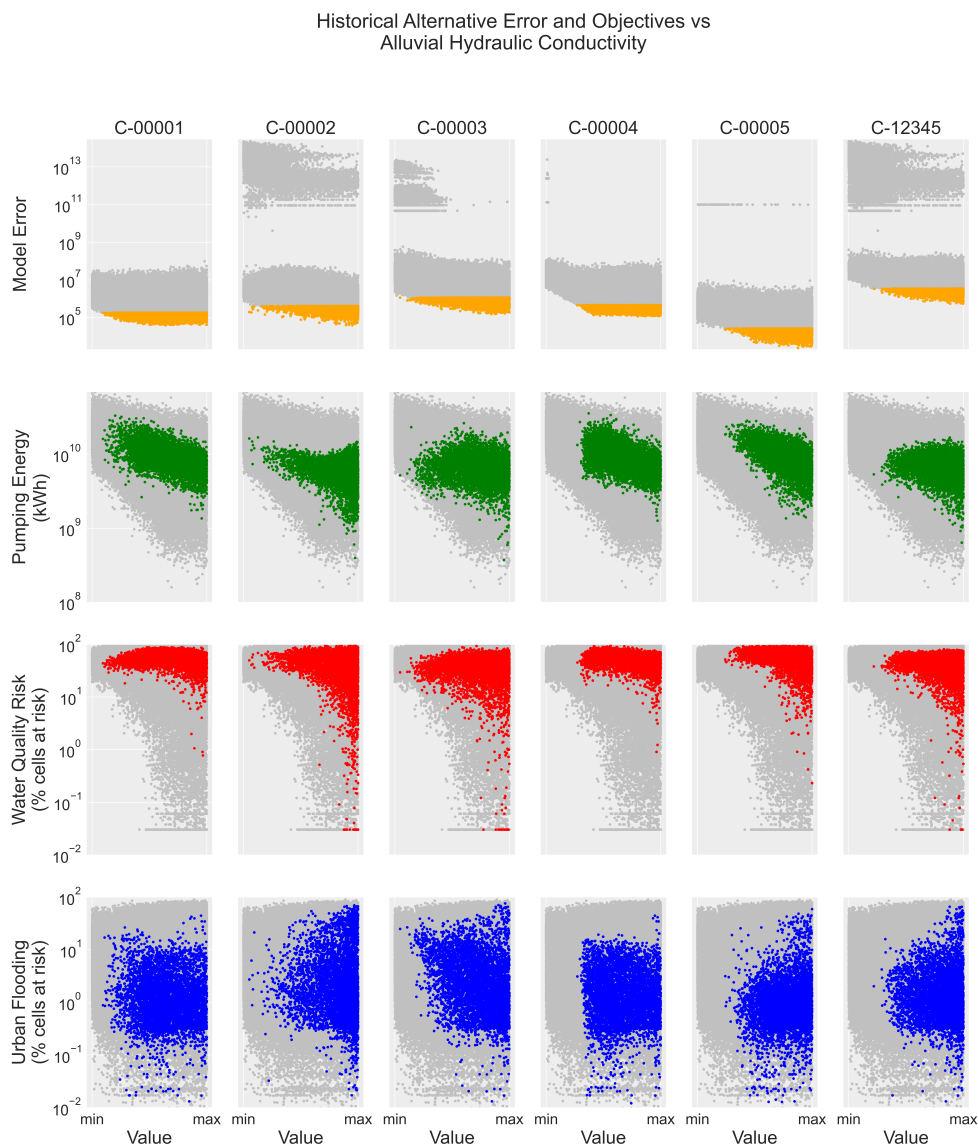 Historical Alternative Error and Objectives vs
Alluvial Hydraulic Conductivity
C-00001 C-00002 C-00003 C-00004 C-00005 C-12345
Model Error
10^13
10^11
10^9
10^7
10^5
Pumping Energy
(kWh)
10^10
10^9
10^8
Water Quality Risk
(% cells at risk)
10^2
10^1
10^0
10^−1
10^−2
Urban Flooding
(% cells at risk)
10^2
10^1
10^0
10^−1
10^−2
min max min max min max min max min max min max
Value Value Value Value Value Value